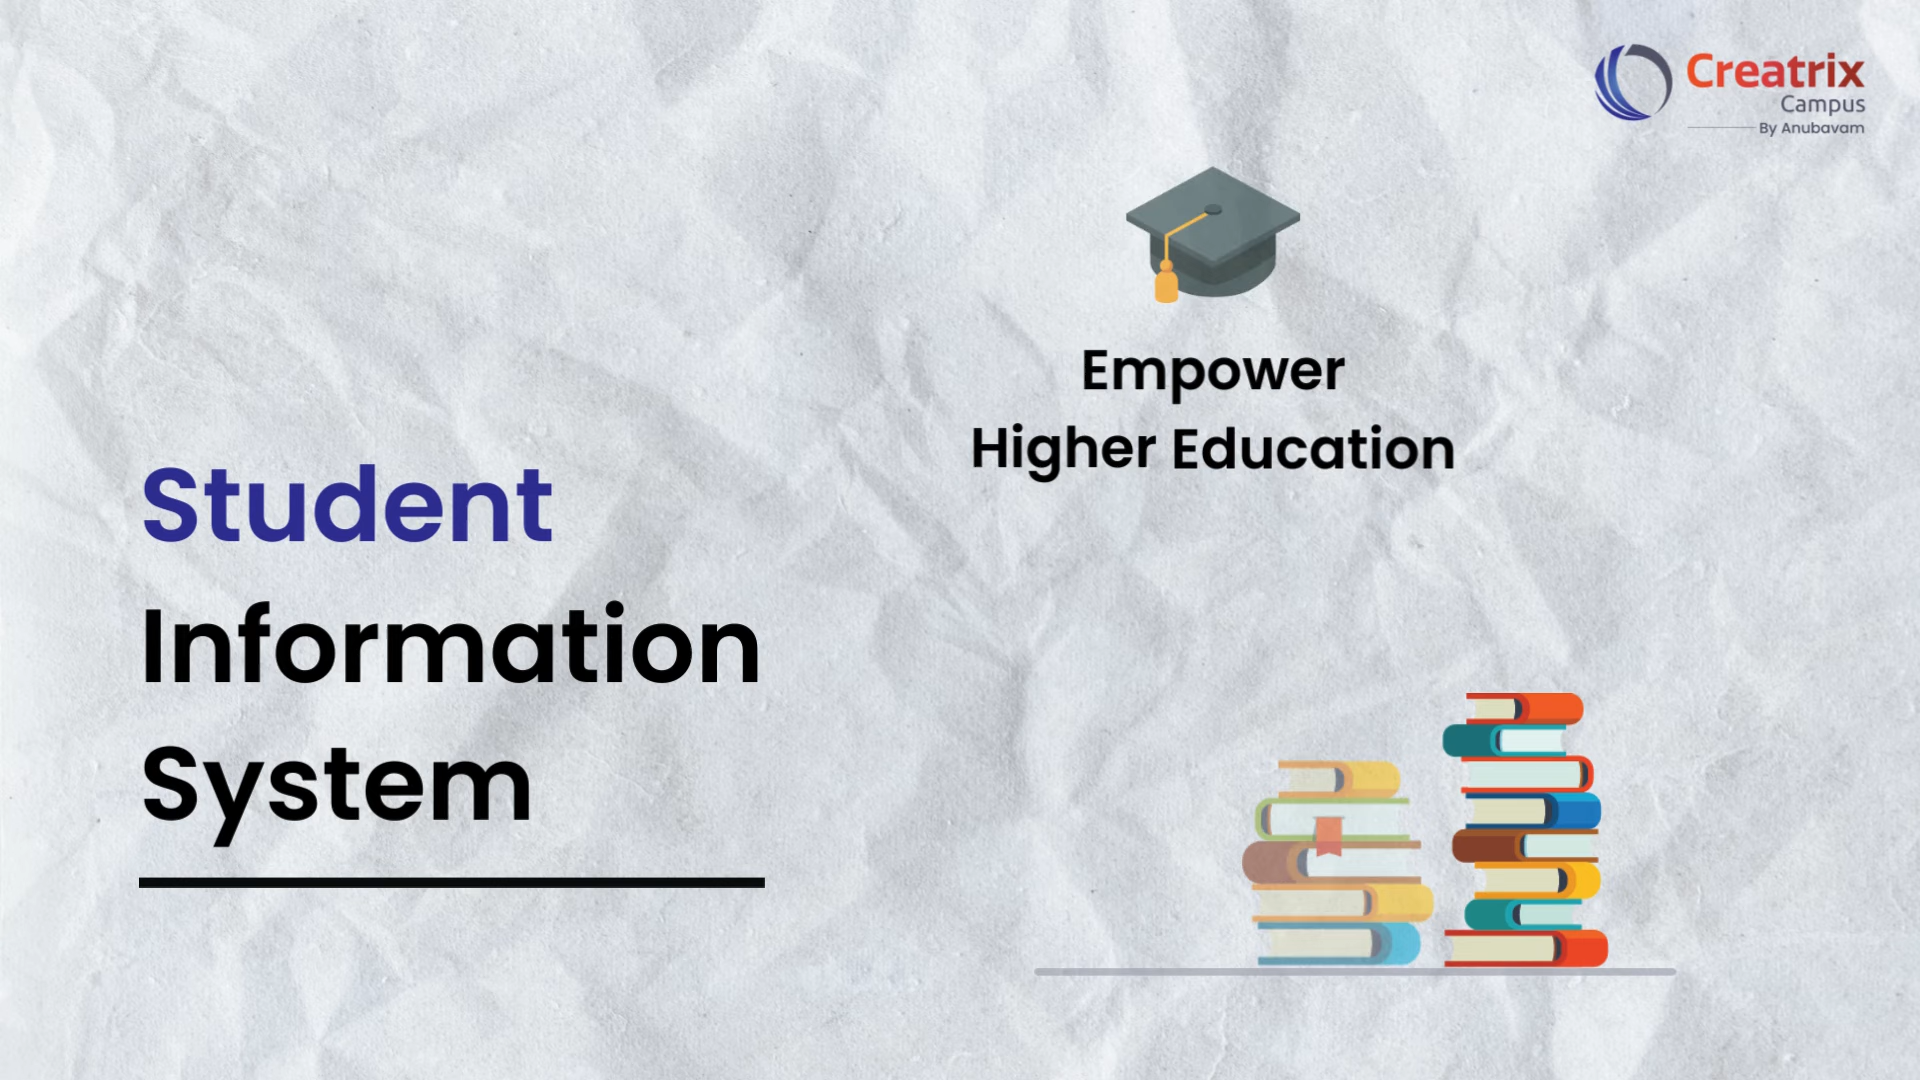 Creatrix
Campus
By Anubavam
Empower
Higher Education
Student
Information
System